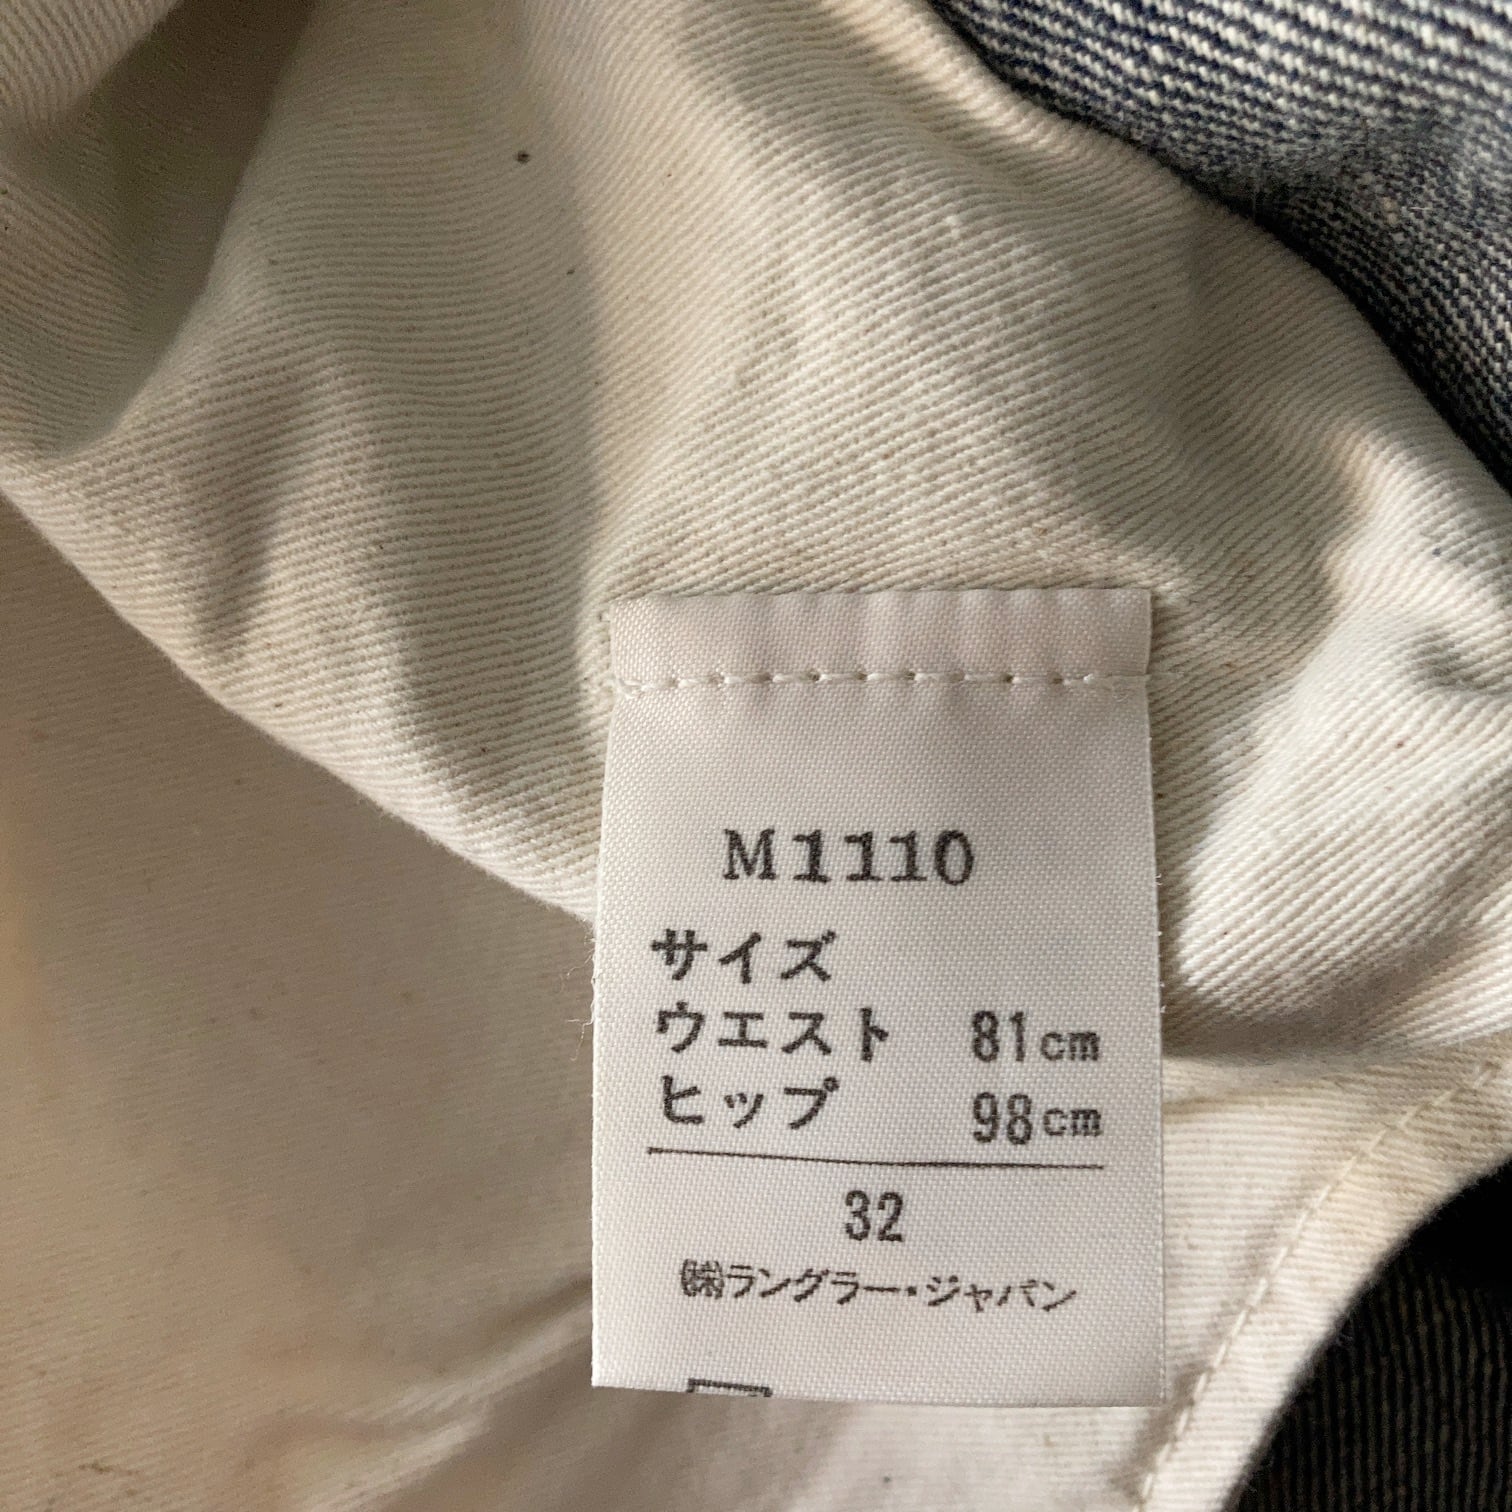 M1110
サイズ
ウエスト 81cm
ヒップ 98cm
32
㈱ラングラー・ジャパン